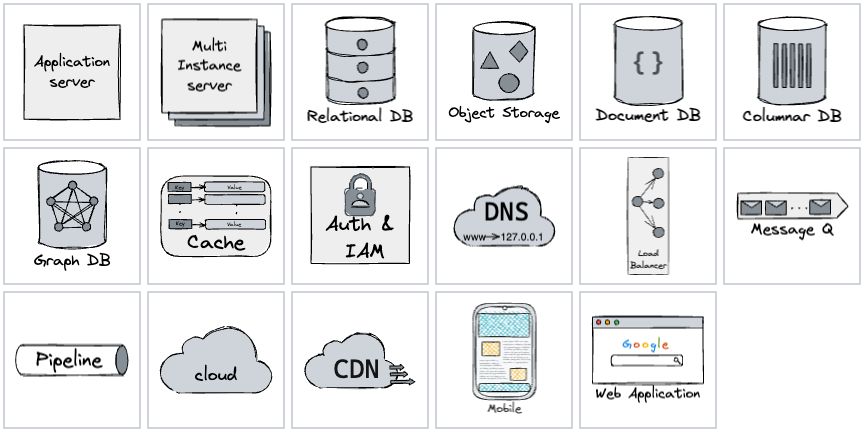 Application
server
Multi
Instance
server
Relational DB
Object Storage
{ }
Document DB
Columnar DB
Graph DB
Key
Value
Key
Value
Cache
Auth &
IAM
DNS
www→127.0.0.1
Load
Balancer
...
Message Q
Pipeline
cloud
CDN
Mobile
Google
Web Application